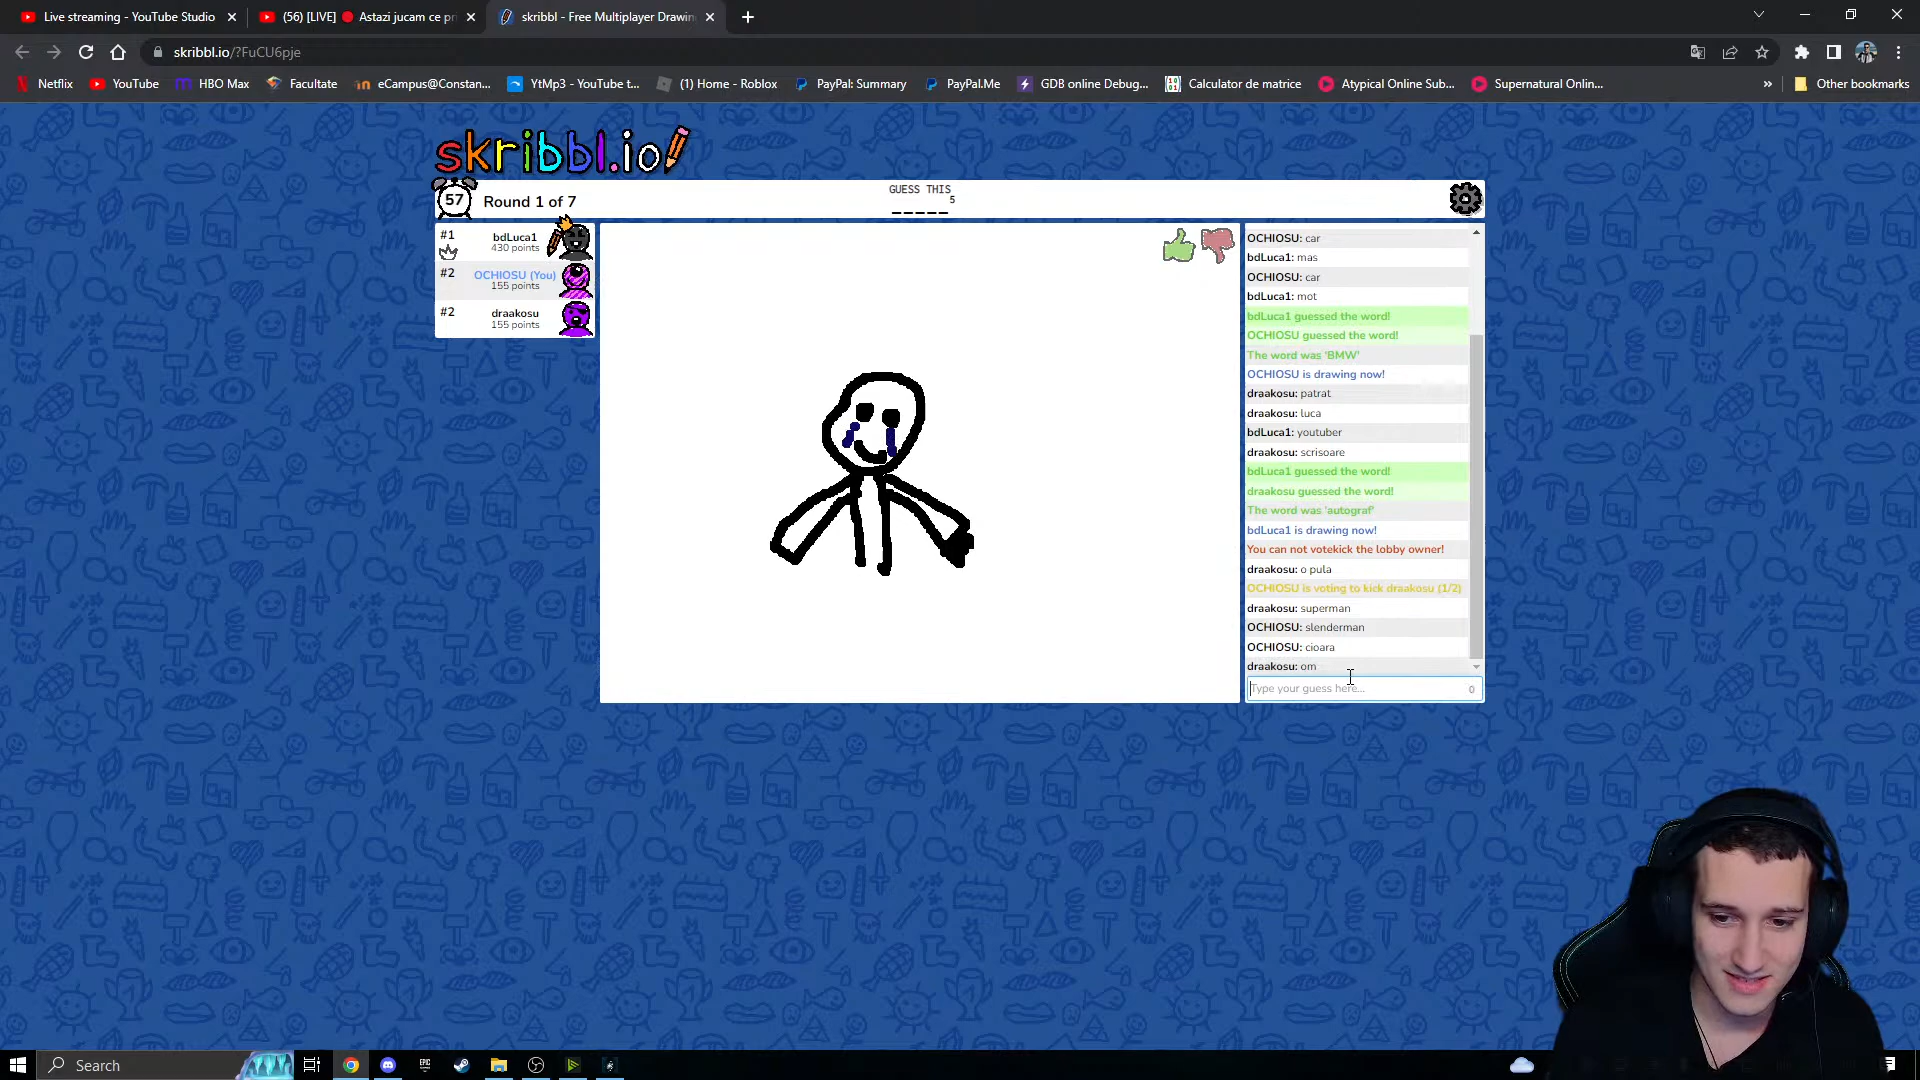 Live streaming - YouTube Studio
(56) [LIVE] 🔴 Astazi jucam ce pri
skribbl - Free Multiplayer Drawin
skribbl.io/?FuCU6pje
Netflix
YouTube
HBO Max
Facultate
eCampus@Constan...
YtMp3 - YouTube t...
(1) Home - Roblox
PayPal: Summary
PayPal.Me
GDB online Debug...
Calculator de matrice
Atypical Online Sub...
Supernatural Onlin...
»
Other bookmarks
skribbl.io
57
Round 1 of 7
GUESS THIS
_____ 5
#1
bdLuca1
430 points
#2
OCHIOSU (You)
155 points
#2
draakosu
155 points
OCHIOSU: car
bdLuca1: mas
OCHIOSU: car
bdLuca1: mot
bdLuca1 guessed the word!
OCHIOSU guessed the word!
The word was 'BMW'
OCHIOSU is drawing now!
draakosu: patrat
draakosu: luca
bdLuca1: youtuber
draakosu: scrisoare
bdLuca1 guessed the word!
draakosu guessed the word!
The word was 'autograf'
bdLuca1 is drawing now!
You can not votekick the lobby owner!
draakosu: o pula
OCHIOSU is voting to kick draakosu (1/2)
draakosu: superman
OCHIOSU: slenderman
OCHIOSU: cioara
draakosu: om
Type your guess here...
0
Search
EPIC